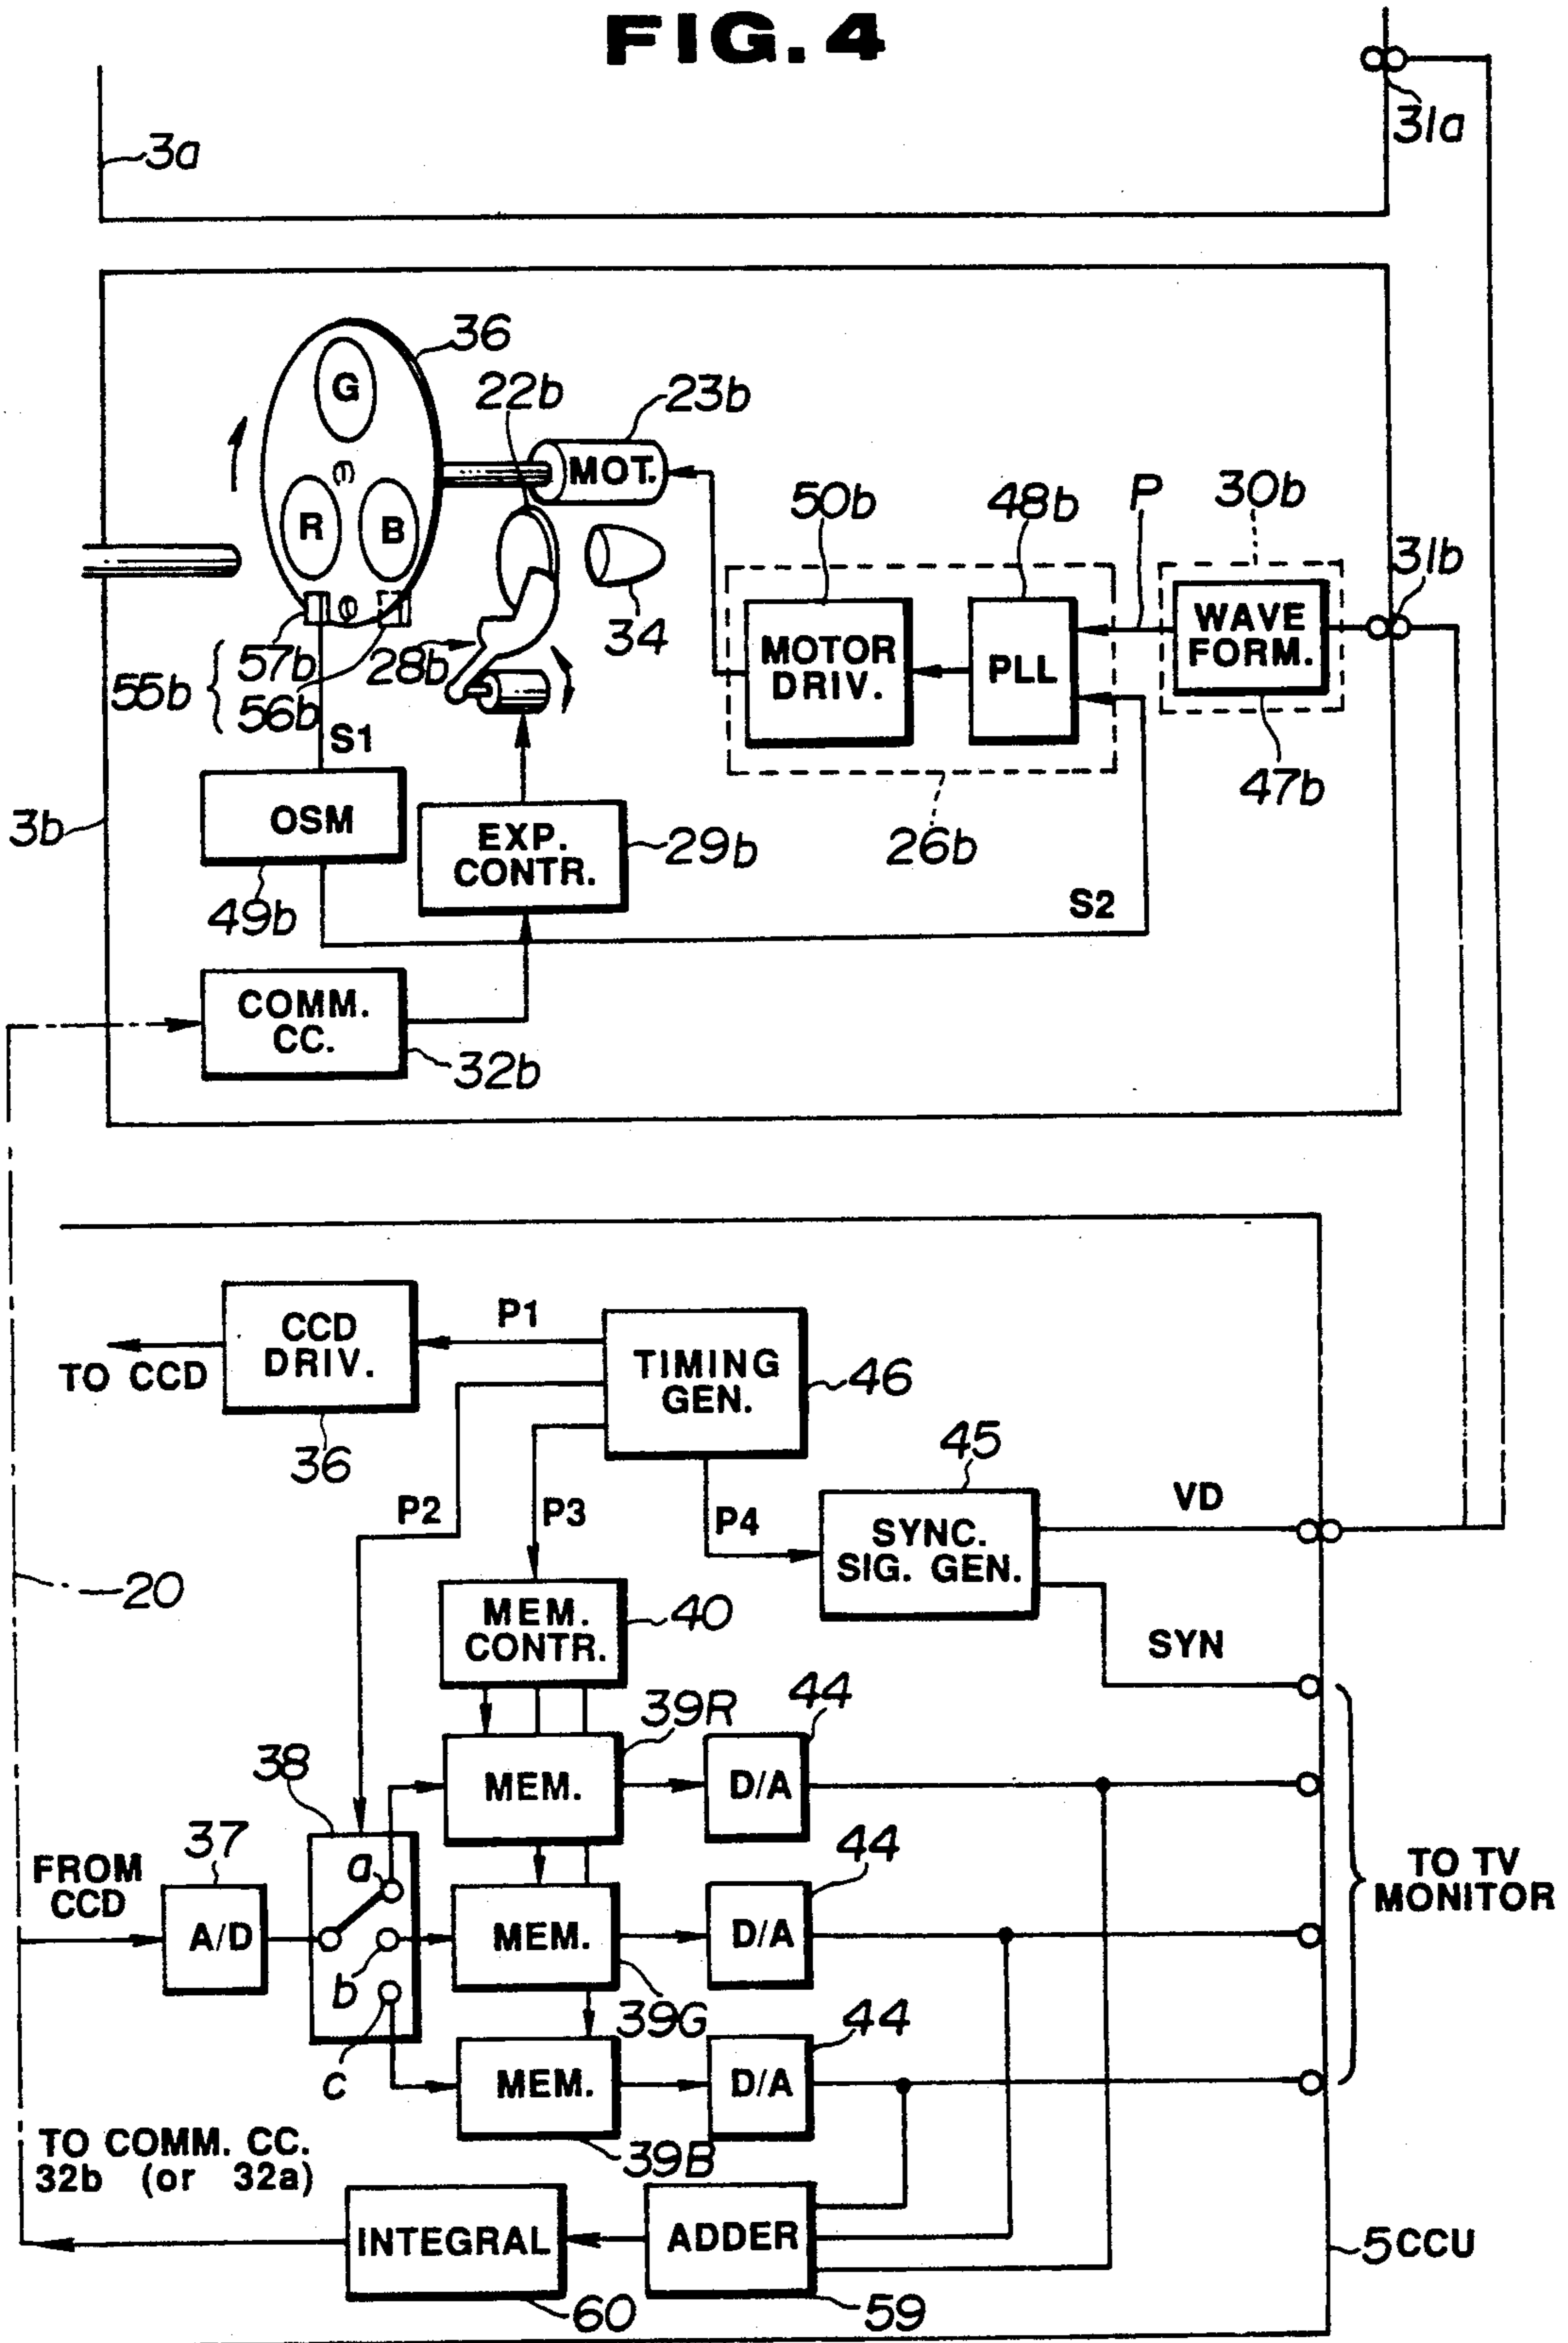 FIG. 4
31a
3a
36
G
22b
23b
MOT.
R
B
50b
48b
P
30b
31b
34
MOTOR
DRIV.
PLL
WAVE
FORM.
28b
55b
57b
56b
S1
47b
OSM
3b
EXP.
CONTR.
29b
26b
49b
S2
COMM.
CC.
32b
CCD
DRIV.
P1
TIMING
GEN.
46
TO CCD
36
45
P2
P3
P4
SYNC.
SIG. GEN.
VD
20
MEM.
CONTR.
40
SYN
39R
44
38
MEM.
D/A
37
FROM
CCD
a
44
TO TV
MONITOR
A/D
b
MEM.
D/A
39G
44
c
MEM.
D/A
39B
TO COMM. CC.
32b (or 32a)
INTEGRAL
ADDER
5 CCU
60
59